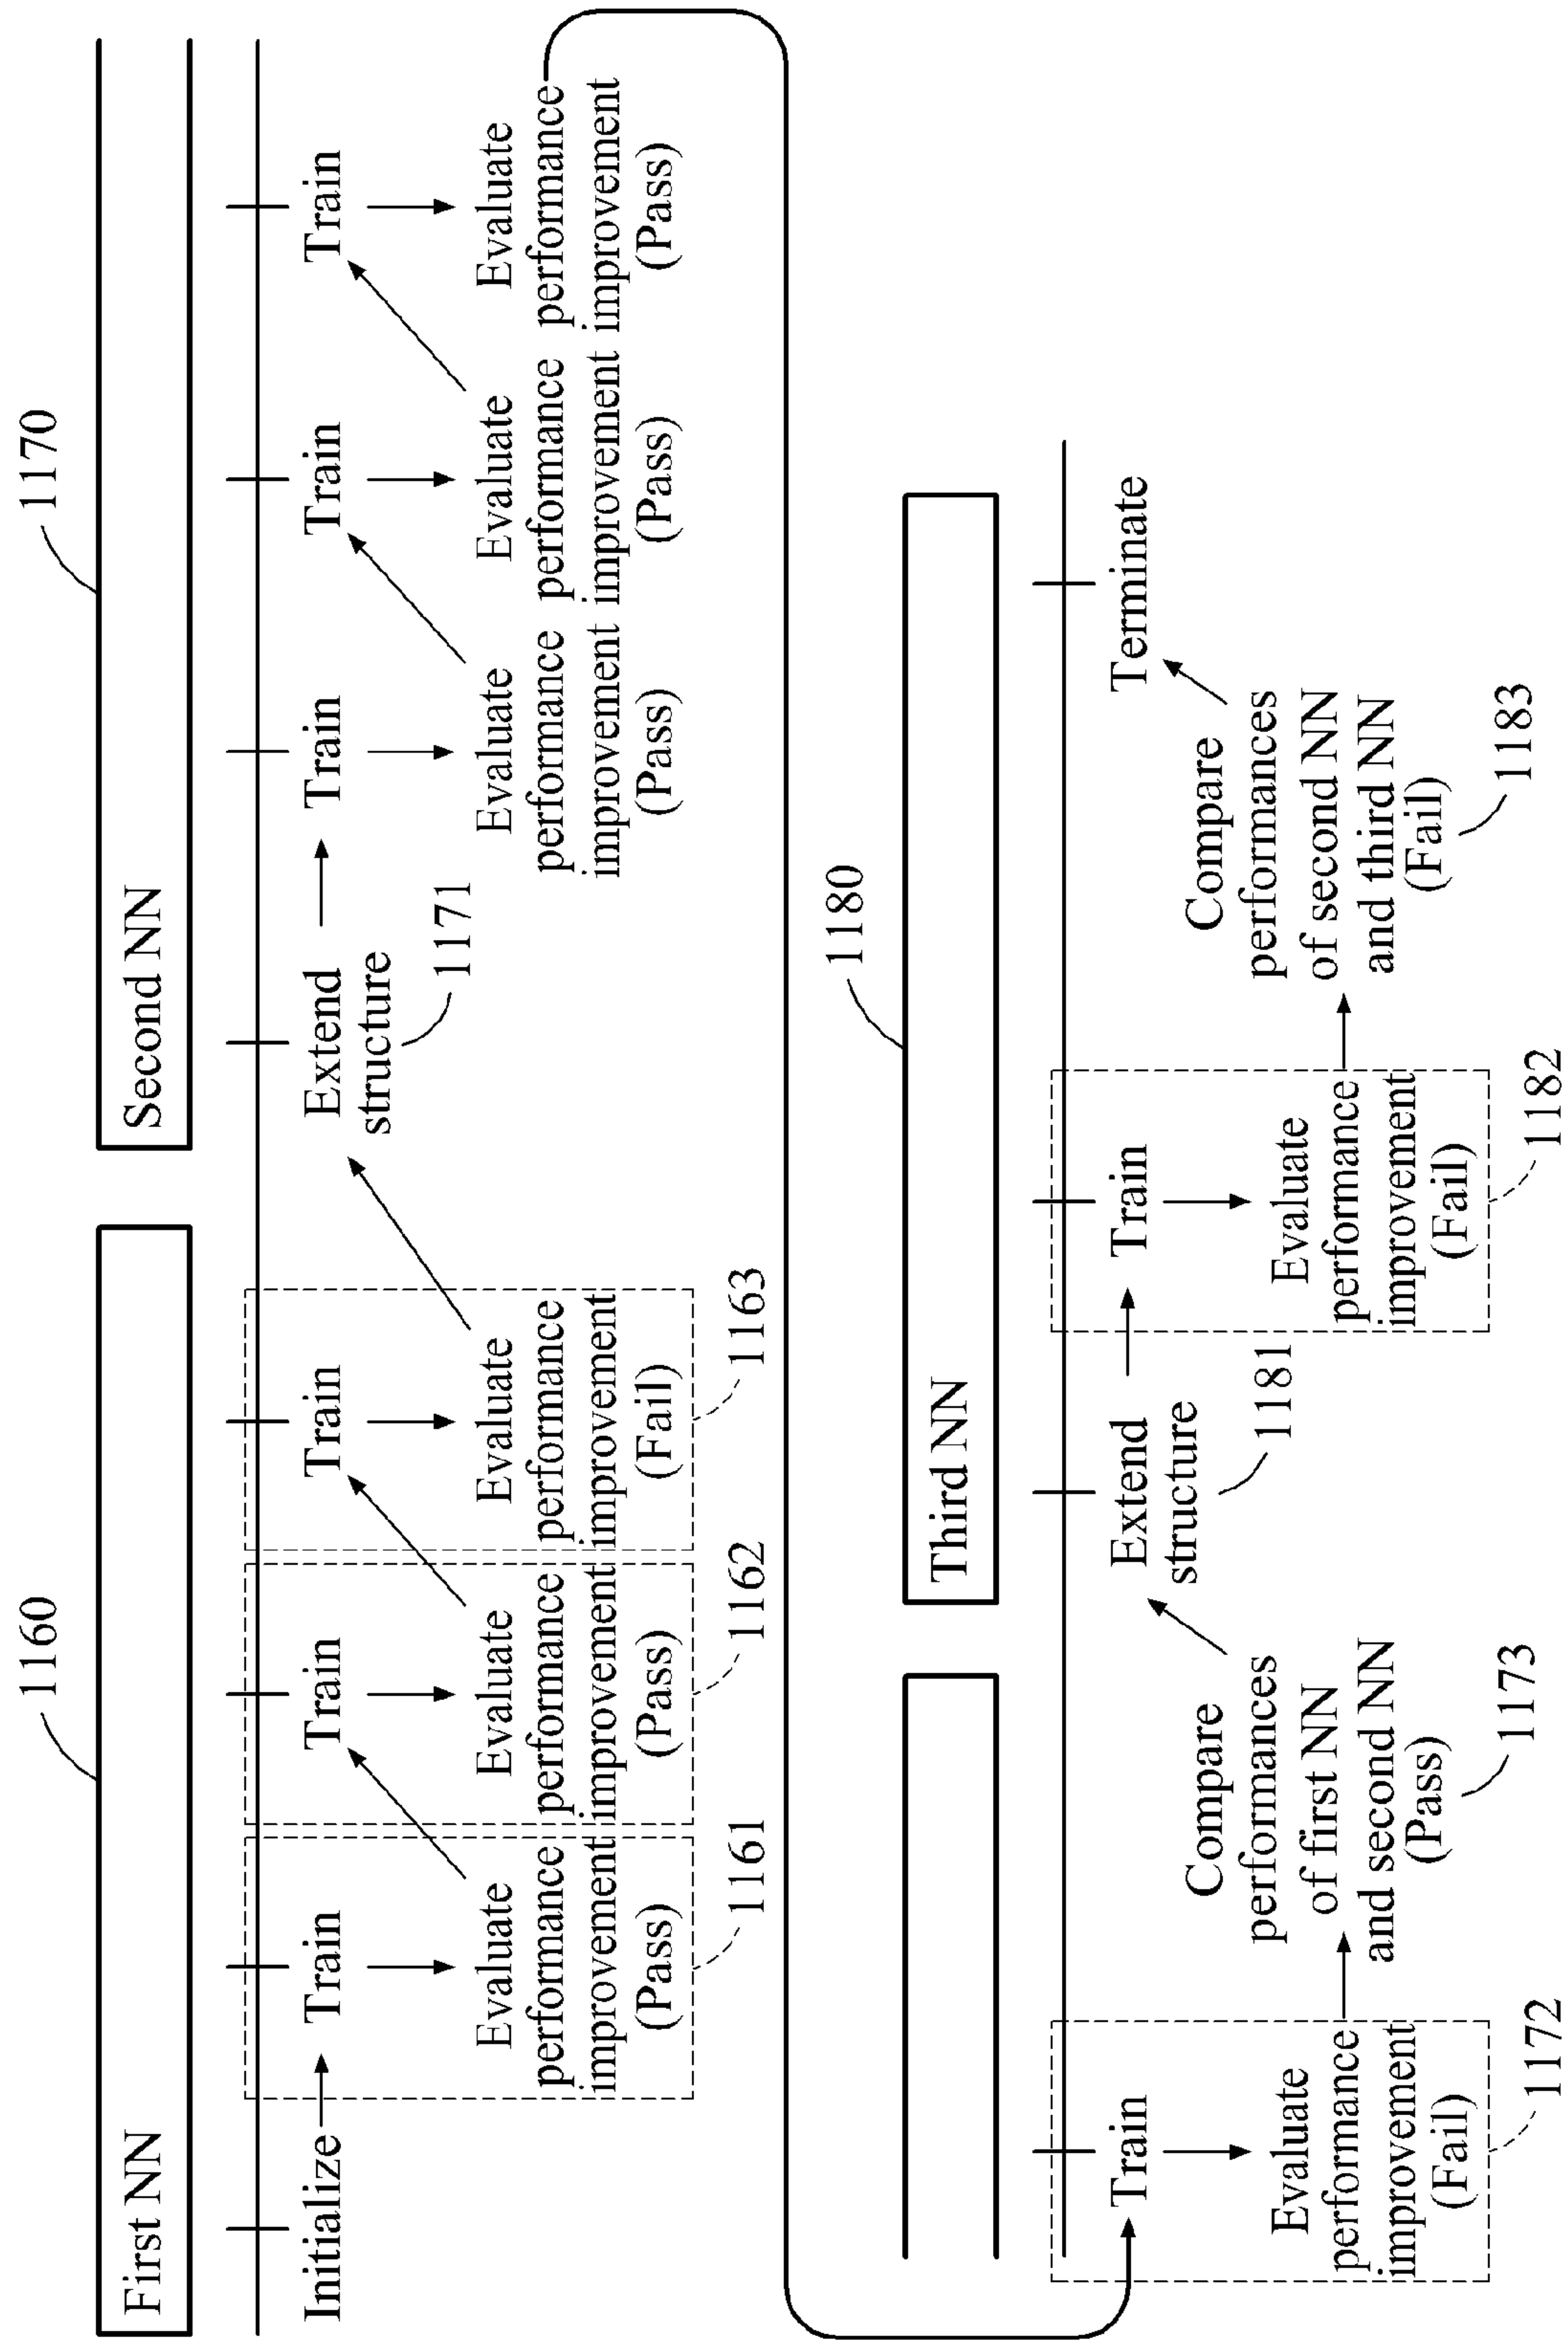 1160
1170
First NN
Second NN
Initialize
Train
Evaluate
performance
improvement
(Pass)
1161
Train
Evaluate
performance
improvement
(Pass)
1162
Train
Evaluate
performance
improvement
(Fail)
1163
Extend
structure
1171
Train
Evaluate
performance
improvement
(Pass)
Train
Evaluate
performance
improvement
(Pass)
Train
Evaluate
performance
improvement
(Pass)
1180
Third NN
Train
Evaluate
performance
improvement
(Fail)
1172
Compare
performances
of first NN
and second NN
(Pass)
1173
Extend
structure
1181
Train
Evaluate
performance
improvement
(Fail)
1182
Compare
performances
of second NN
and third NN
(Fail)
1183
Terminate